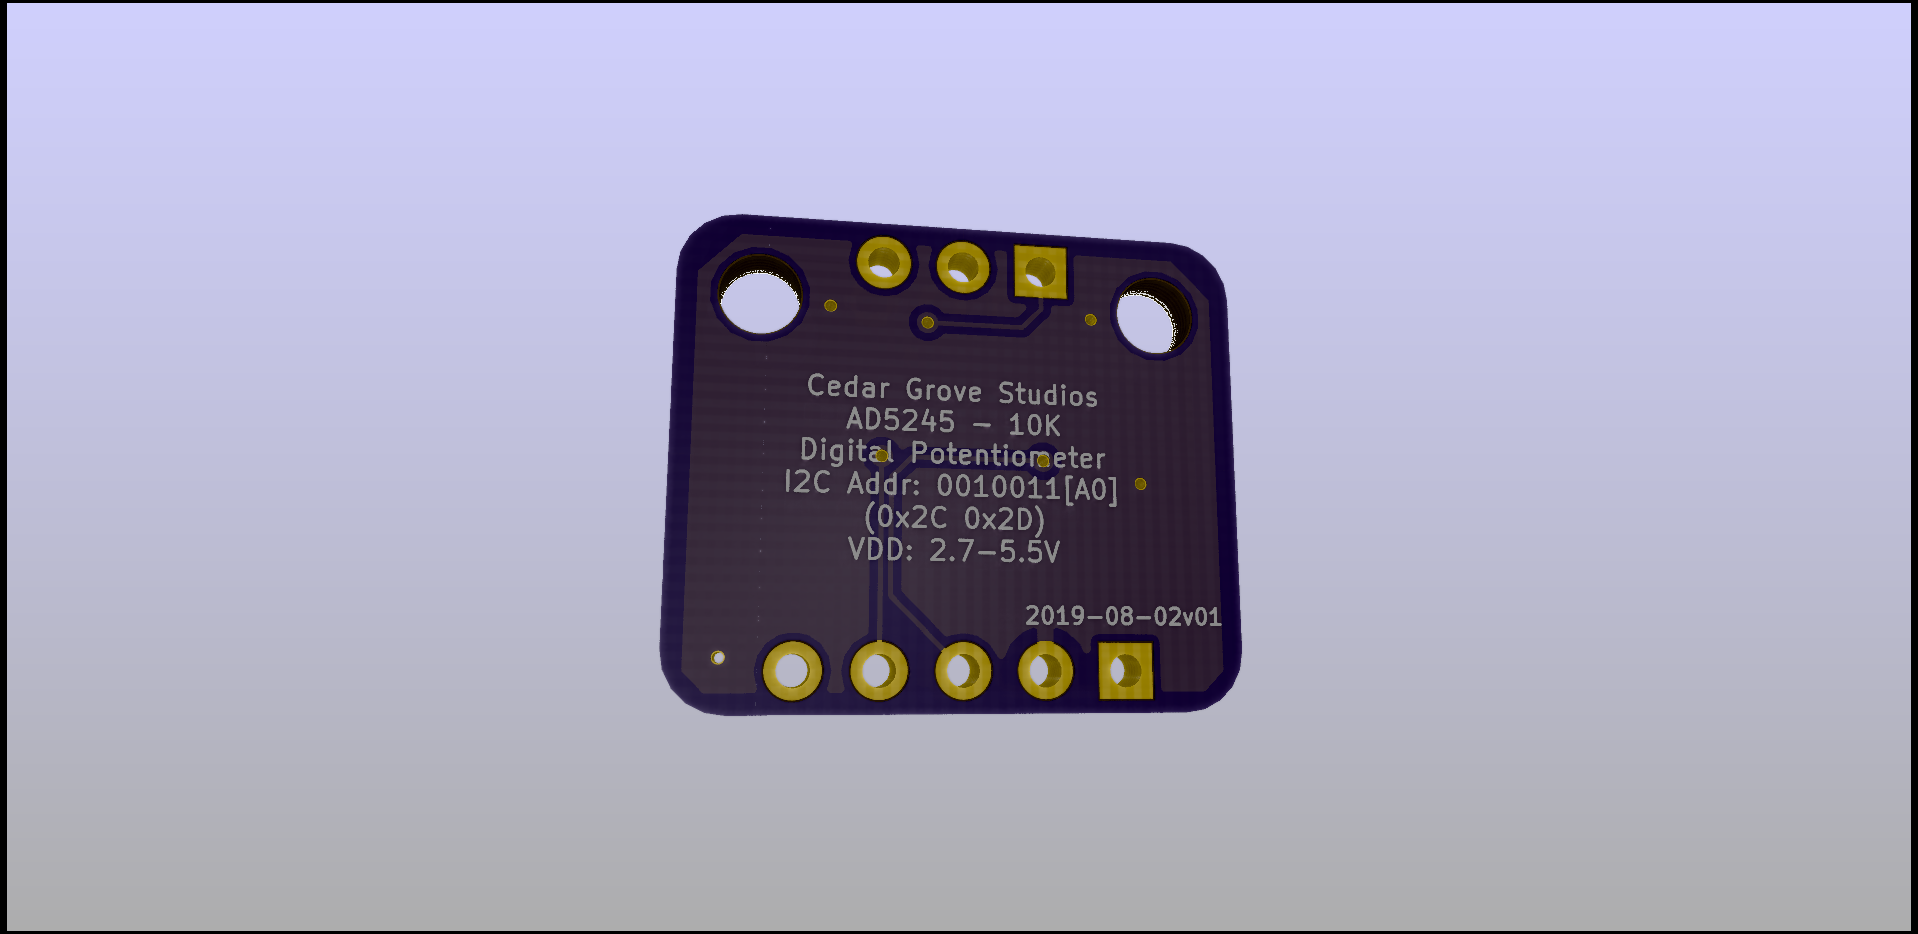 Cedar Grove Studios
AD5245 - 10K
Digital Potentiometer
I2C Addr: 0010011[A0]
(0x2C 0x2D)
VDD: 2.7-5.5V
2019-08-02v01